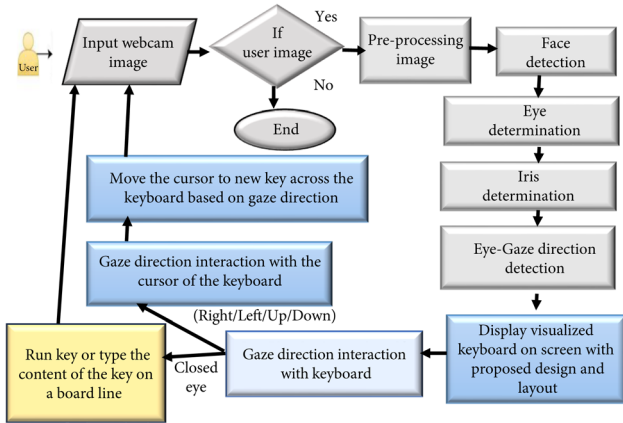 User
Input webcam
image
If
user image
Yes
No
End
Pre-processing
image
Face
detection
Eye
determination
Iris
determination
Eye-Gaze direction
detection
Display visualized
keyboard on screen with
proposed design and
layout
Gaze direction interaction
with keyboard
(Right/Left/Up/Down)
Closed
eye
Gaze direction interaction with the
cursor of the keyboard
Move the cursor to new key across the
keyboard based on gaze direction
Run key or type the
content of the key on
a board line